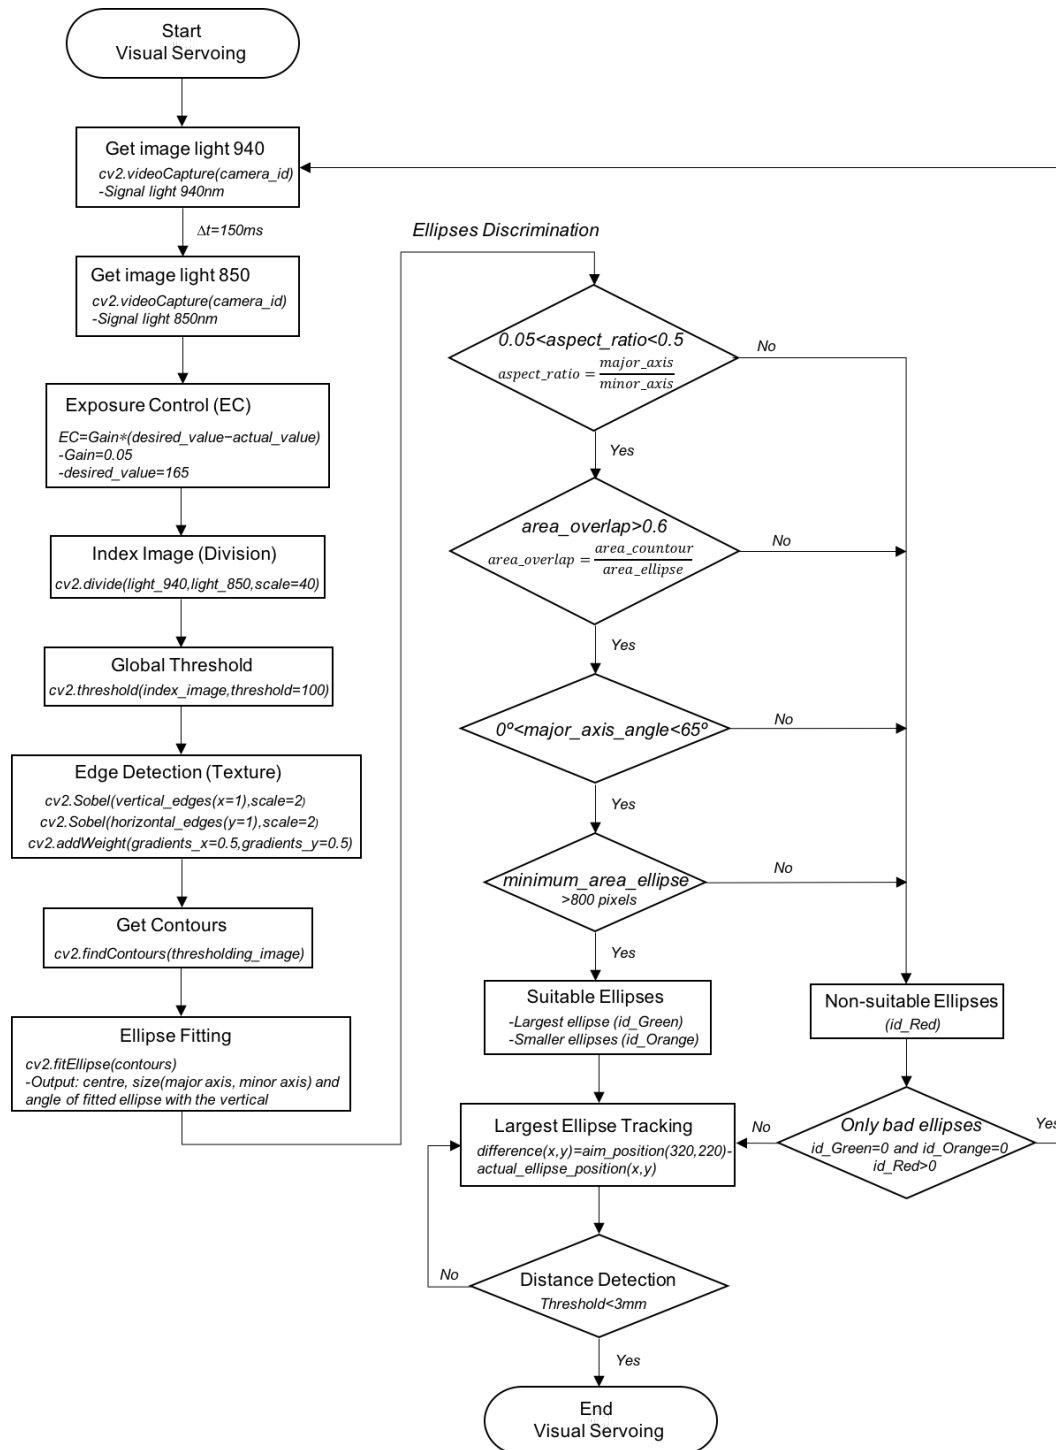 Start
Visual Servoing
Get image light 940
cv2.videoCapture(camera_id)
-Signal light 940nm
Δt=150ms
Get image light 850
cv2.videoCapture(camera_id)
-Signal light 850nm
Exposure Control (EC)
EC=Gain*(desired_value−actual_value)
-Gain=0.05
-desired_value=165
Index Image (Division)
cv2.divide(light_940,light_850,scale=40)
Global Threshold
cv2.threshold(index_image,threshold=100)
Edge Detection (Texture)
cv2.Sobel(vertical_edges(x=1),scale=2)
cv2.Sobel(horizontal_edges(y=1),scale=2)
cv2.addWeight(gradients_x=0.5,gradients_y=0.5)
Get Contours
cv2.findContours(thresholding_image)
Ellipse Fitting
cv2.fitEllipse(contours)
-Output: centre, size(major axis, minor axis) and
angle of fitted ellipse with the vertical
Ellipses Discrimination
0.05<aspect_ratio<0.5
aspect_ratio = major_axis
minor_axis
No
Yes
area_overlap>0.6
area_overlap = area_countour
area_ellipse
No
Yes
0º<major_axis_angle<65º
No
Yes
minimum_area_ellipse
>800 pixels
No
Yes
Suitable Ellipses
-Largest ellipse (id_Green)
-Smaller ellipses (id_Orange)
Non-suitable Ellipses
(id_Red)
Only bad ellipses
id_Green=0 and id_Orange=0
id_Red>0
No
Yes
Largest Ellipse Tracking
difference(x,y)=aim_position(320,220)-
actual_ellipse_position(x,y)
Distance Detection
Threshold<3mm
No
Yes
End
Visual Servoing